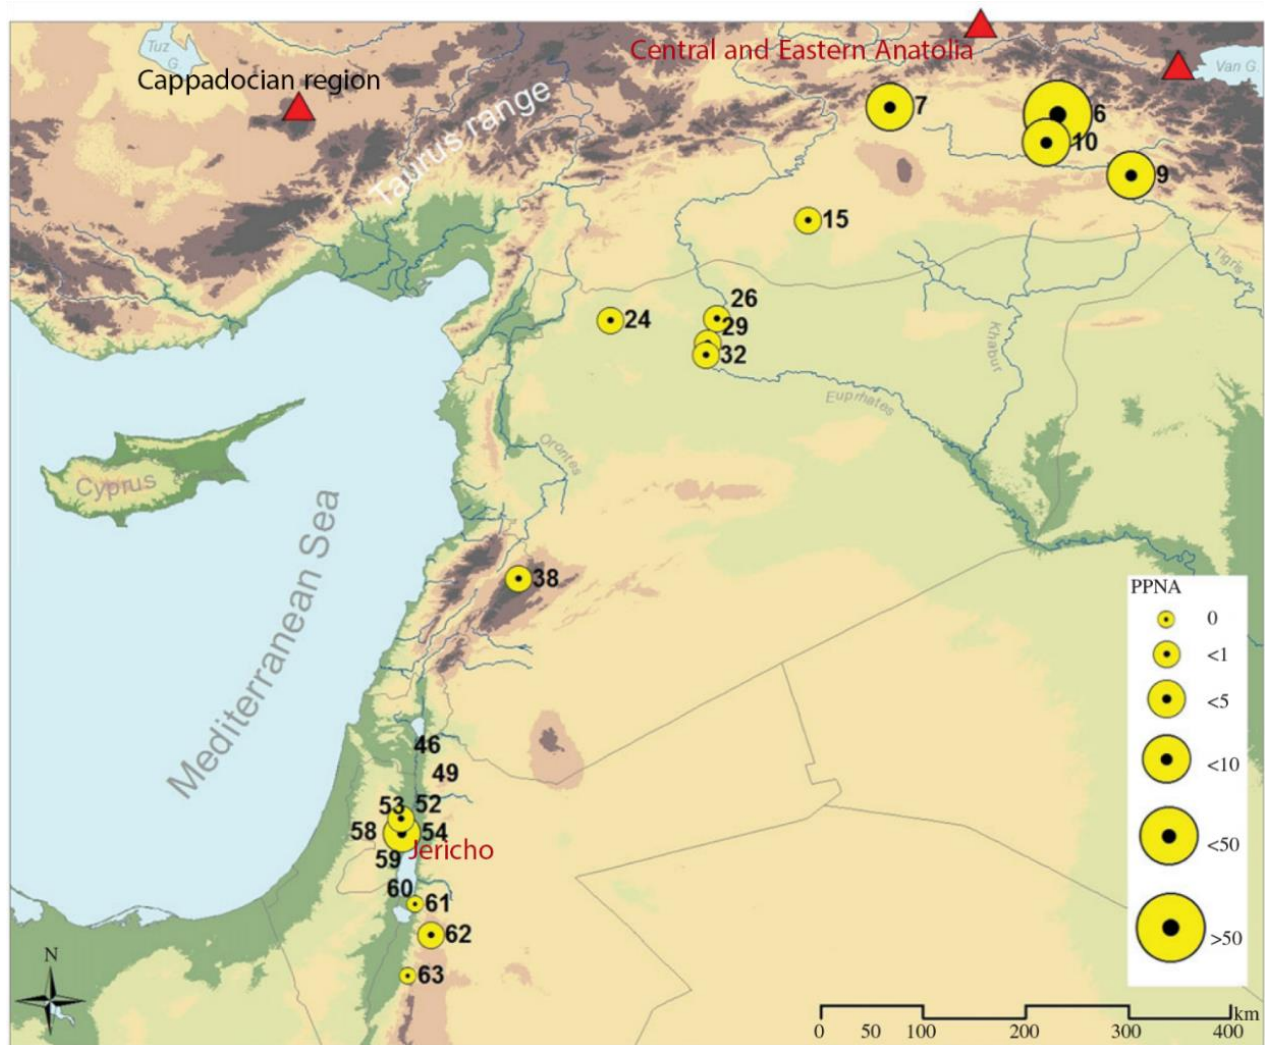 Tuz
G.
Cappadocian region
Central and Eastern Anatolia
Van G.
Taurus range
7
6
10
9
15
Tigris
26
24
29
32
Khabur
Euprhates
Orontes
Cyprus
Mediterranean Sea
38
PPNA
0
<1
<5
<10
<50
>50
46
49
53 52
58 54
Jericho
59
60
61
62
63
N
km
0 50 100 200 300 400